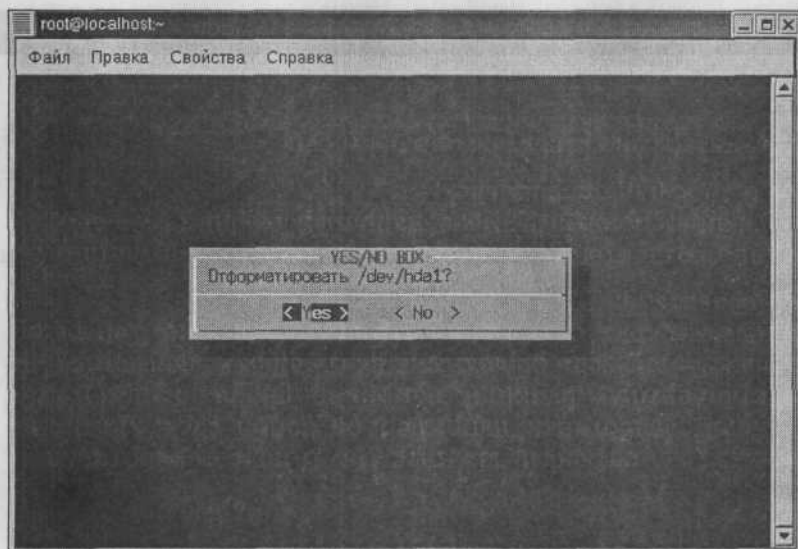 root@localhost:~
Файл Правка Свойства Справка
YES/NO BOX
Отформатировать /dev/hda1?
< Yes > < No >